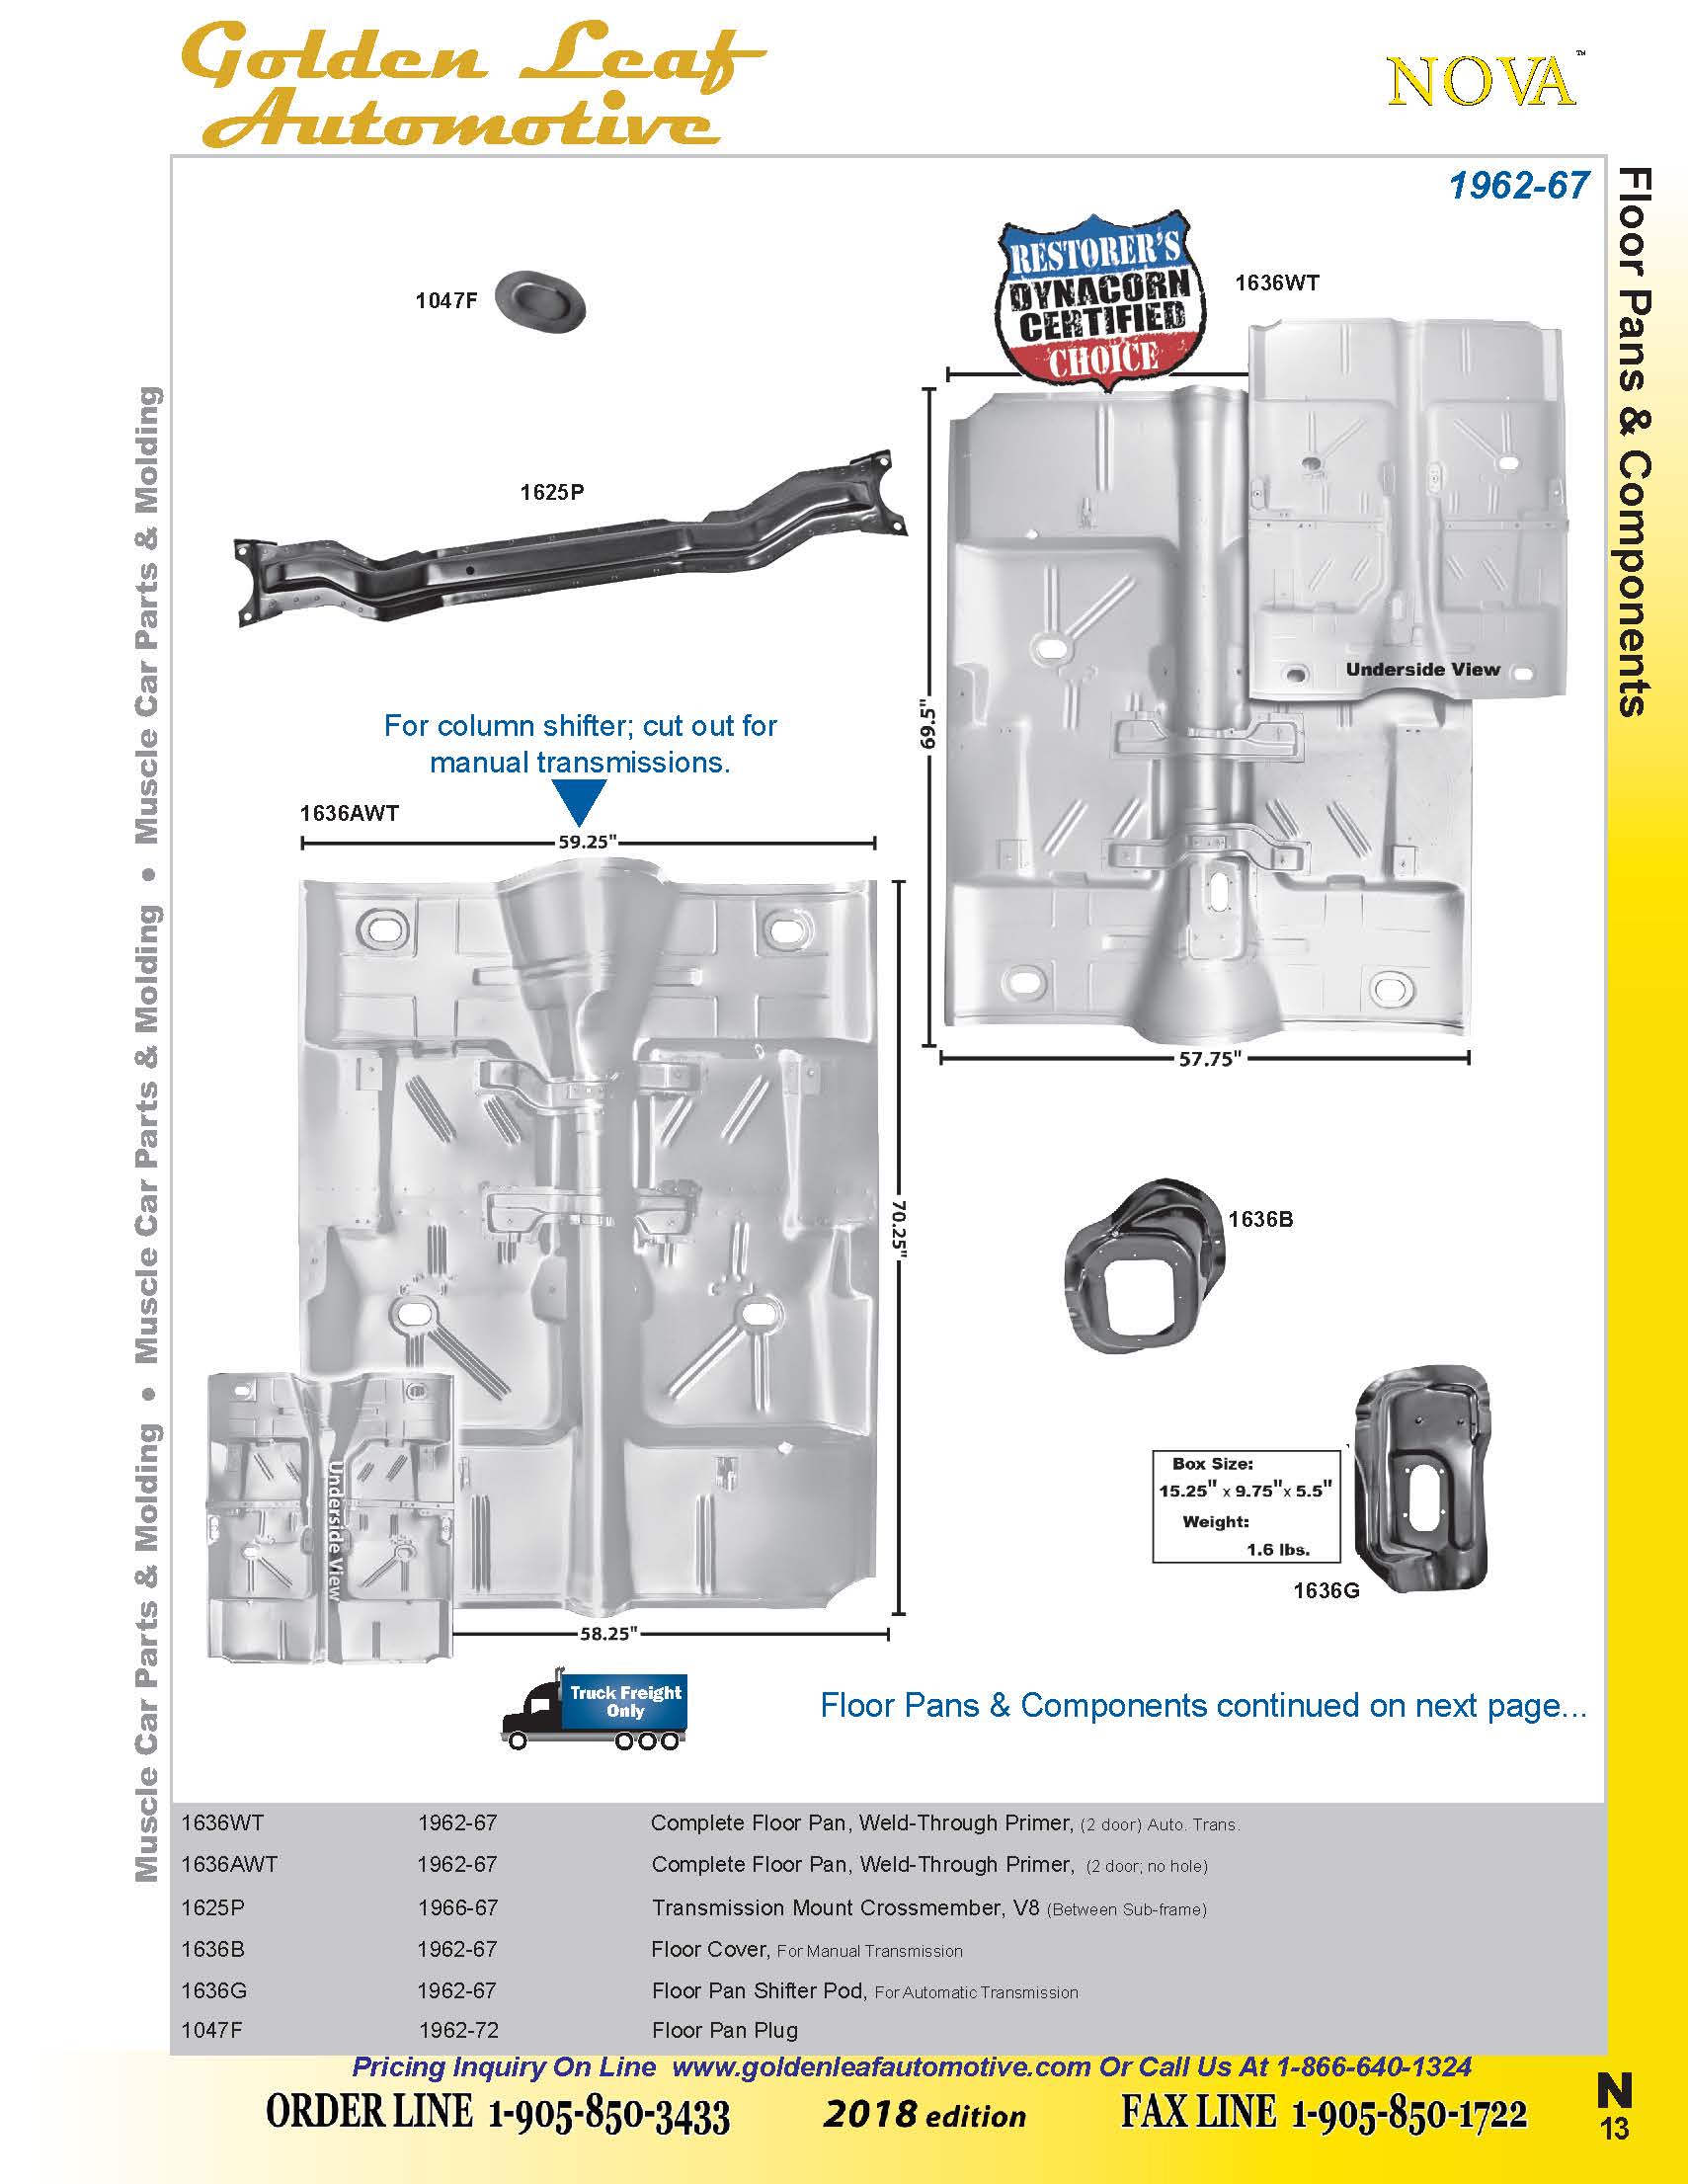 Golden Leaf
Automotive
NOVA™
1962-67
Floor Pans & Components
Muscle Car Parts & Molding • Muscle Car Parts & Molding • Muscle Car Parts & Molding
1047F
RESTORER'S
DYNACORN
CERTIFIED
CHOICE
1636WT
1625P
Underside View
69.5"
57.75"
For column shifter; cut out for
manual transmissions.
1636AWT
59.25"
70.25"
Underside View
58.25"
1636B
Box Size:
15.25" x 9.75"x 5.5"
Weight:
1.6 lbs.
1636G
Truck Freight
Only
Floor Pans & Components continued on next page...
1636WT 1962-67 Complete Floor Pan, Weld-Through Primer, (2 door) Auto. Trans.
1636AWT 1962-67 Complete Floor Pan, Weld-Through Primer, (2 door; no hole)
1625P 1966-67 Transmission Mount Crossmember, V8 (Between Sub-frame)
1636B 1962-67 Floor Cover, For Manual Transmission
1636G 1962-67 Floor Pan Shifter Pod, For Automatic Transmission
1047F 1962-72 Floor Pan Plug
Pricing Inquiry On Line www.goldenleafautomotive.com Or Call Us At 1-866-640-1324
ORDER LINE 1-905-850-3433 2018 edition FAX LINE 1-905-850-1722
N
13